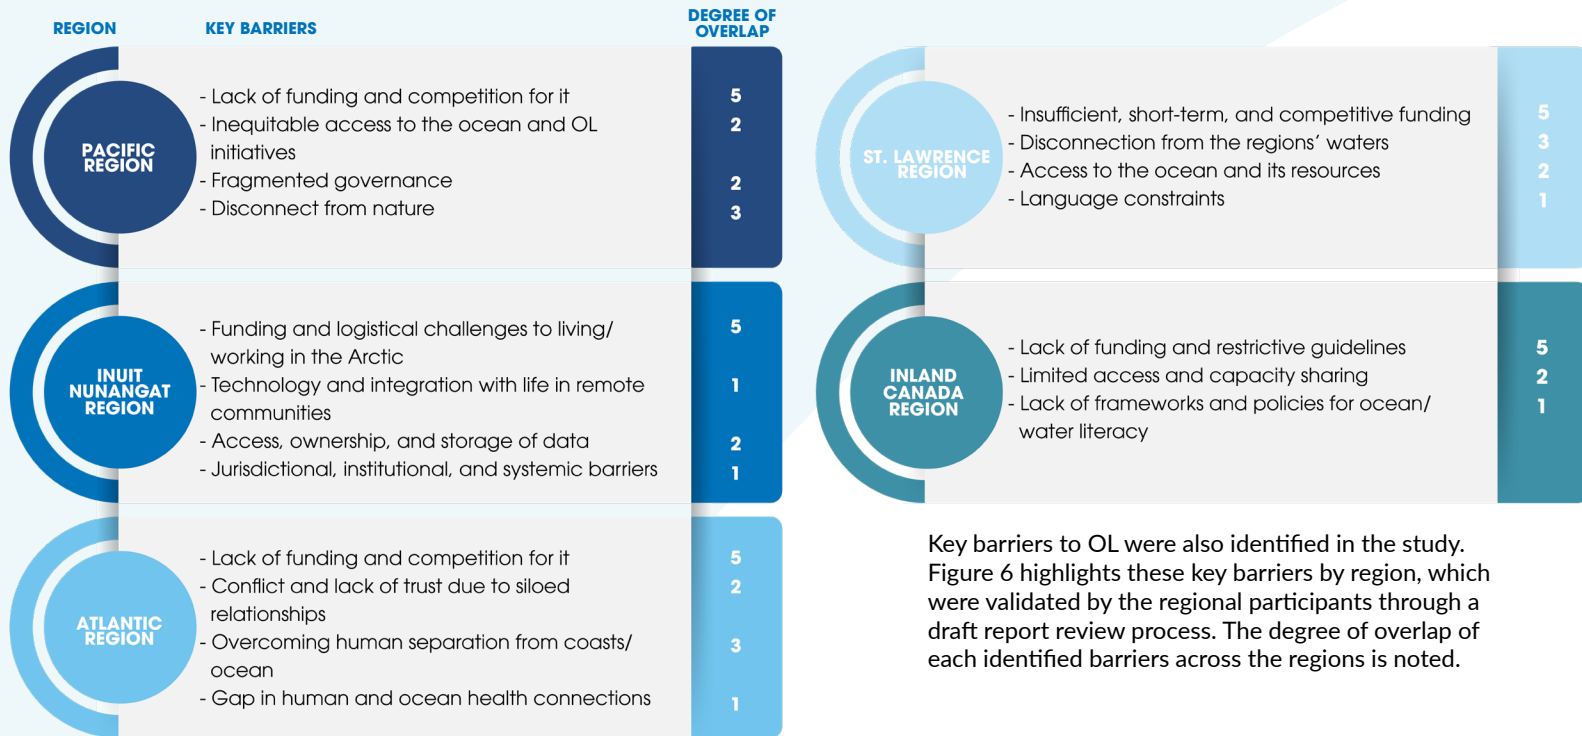 REGION
KEY BARRIERS
DEGREE OF
OVERLAP
PACIFIC
REGION
- Lack of funding and competition for it
5
- Inequitable access to the ocean and OL
2
initiatives
- Fragmented governance
2
- Disconnect from nature
3
INUIT
NUNANGAT
REGION
- Funding and logistical challenges to living/
5
working in the Arctic
- Technology and integration with life in remote
1
communities
- Access, ownership, and storage of data
2
- Jurisdictional, institutional, and systemic barriers
1
ATLANTIC
REGION
- Lack of funding and competition for it
5
- Conflict and lack of trust due to siloed
2
relationships
- Overcoming human separation from coasts/
3
ocean
- Gap in human and ocean health connections
1
ST. LAWRENCE
REGION
- Insufficient, short-term, and competitive funding
5
- Disconnection from the regions' waters
3
- Access to the ocean and its resources
2
- Language constraints
1
INLAND
CANADA
REGION
- Lack of funding and restrictive guidelines
5
- Limited access and capacity sharing
2
- Lack of frameworks and policies for ocean/
1
water literacy
Key barriers to OL were also identified in the study.
Figure 6 highlights these key barriers by region, which
were validated by the regional participants through a
draft report review process. The degree of overlap of
each identified barriers across the regions is noted.